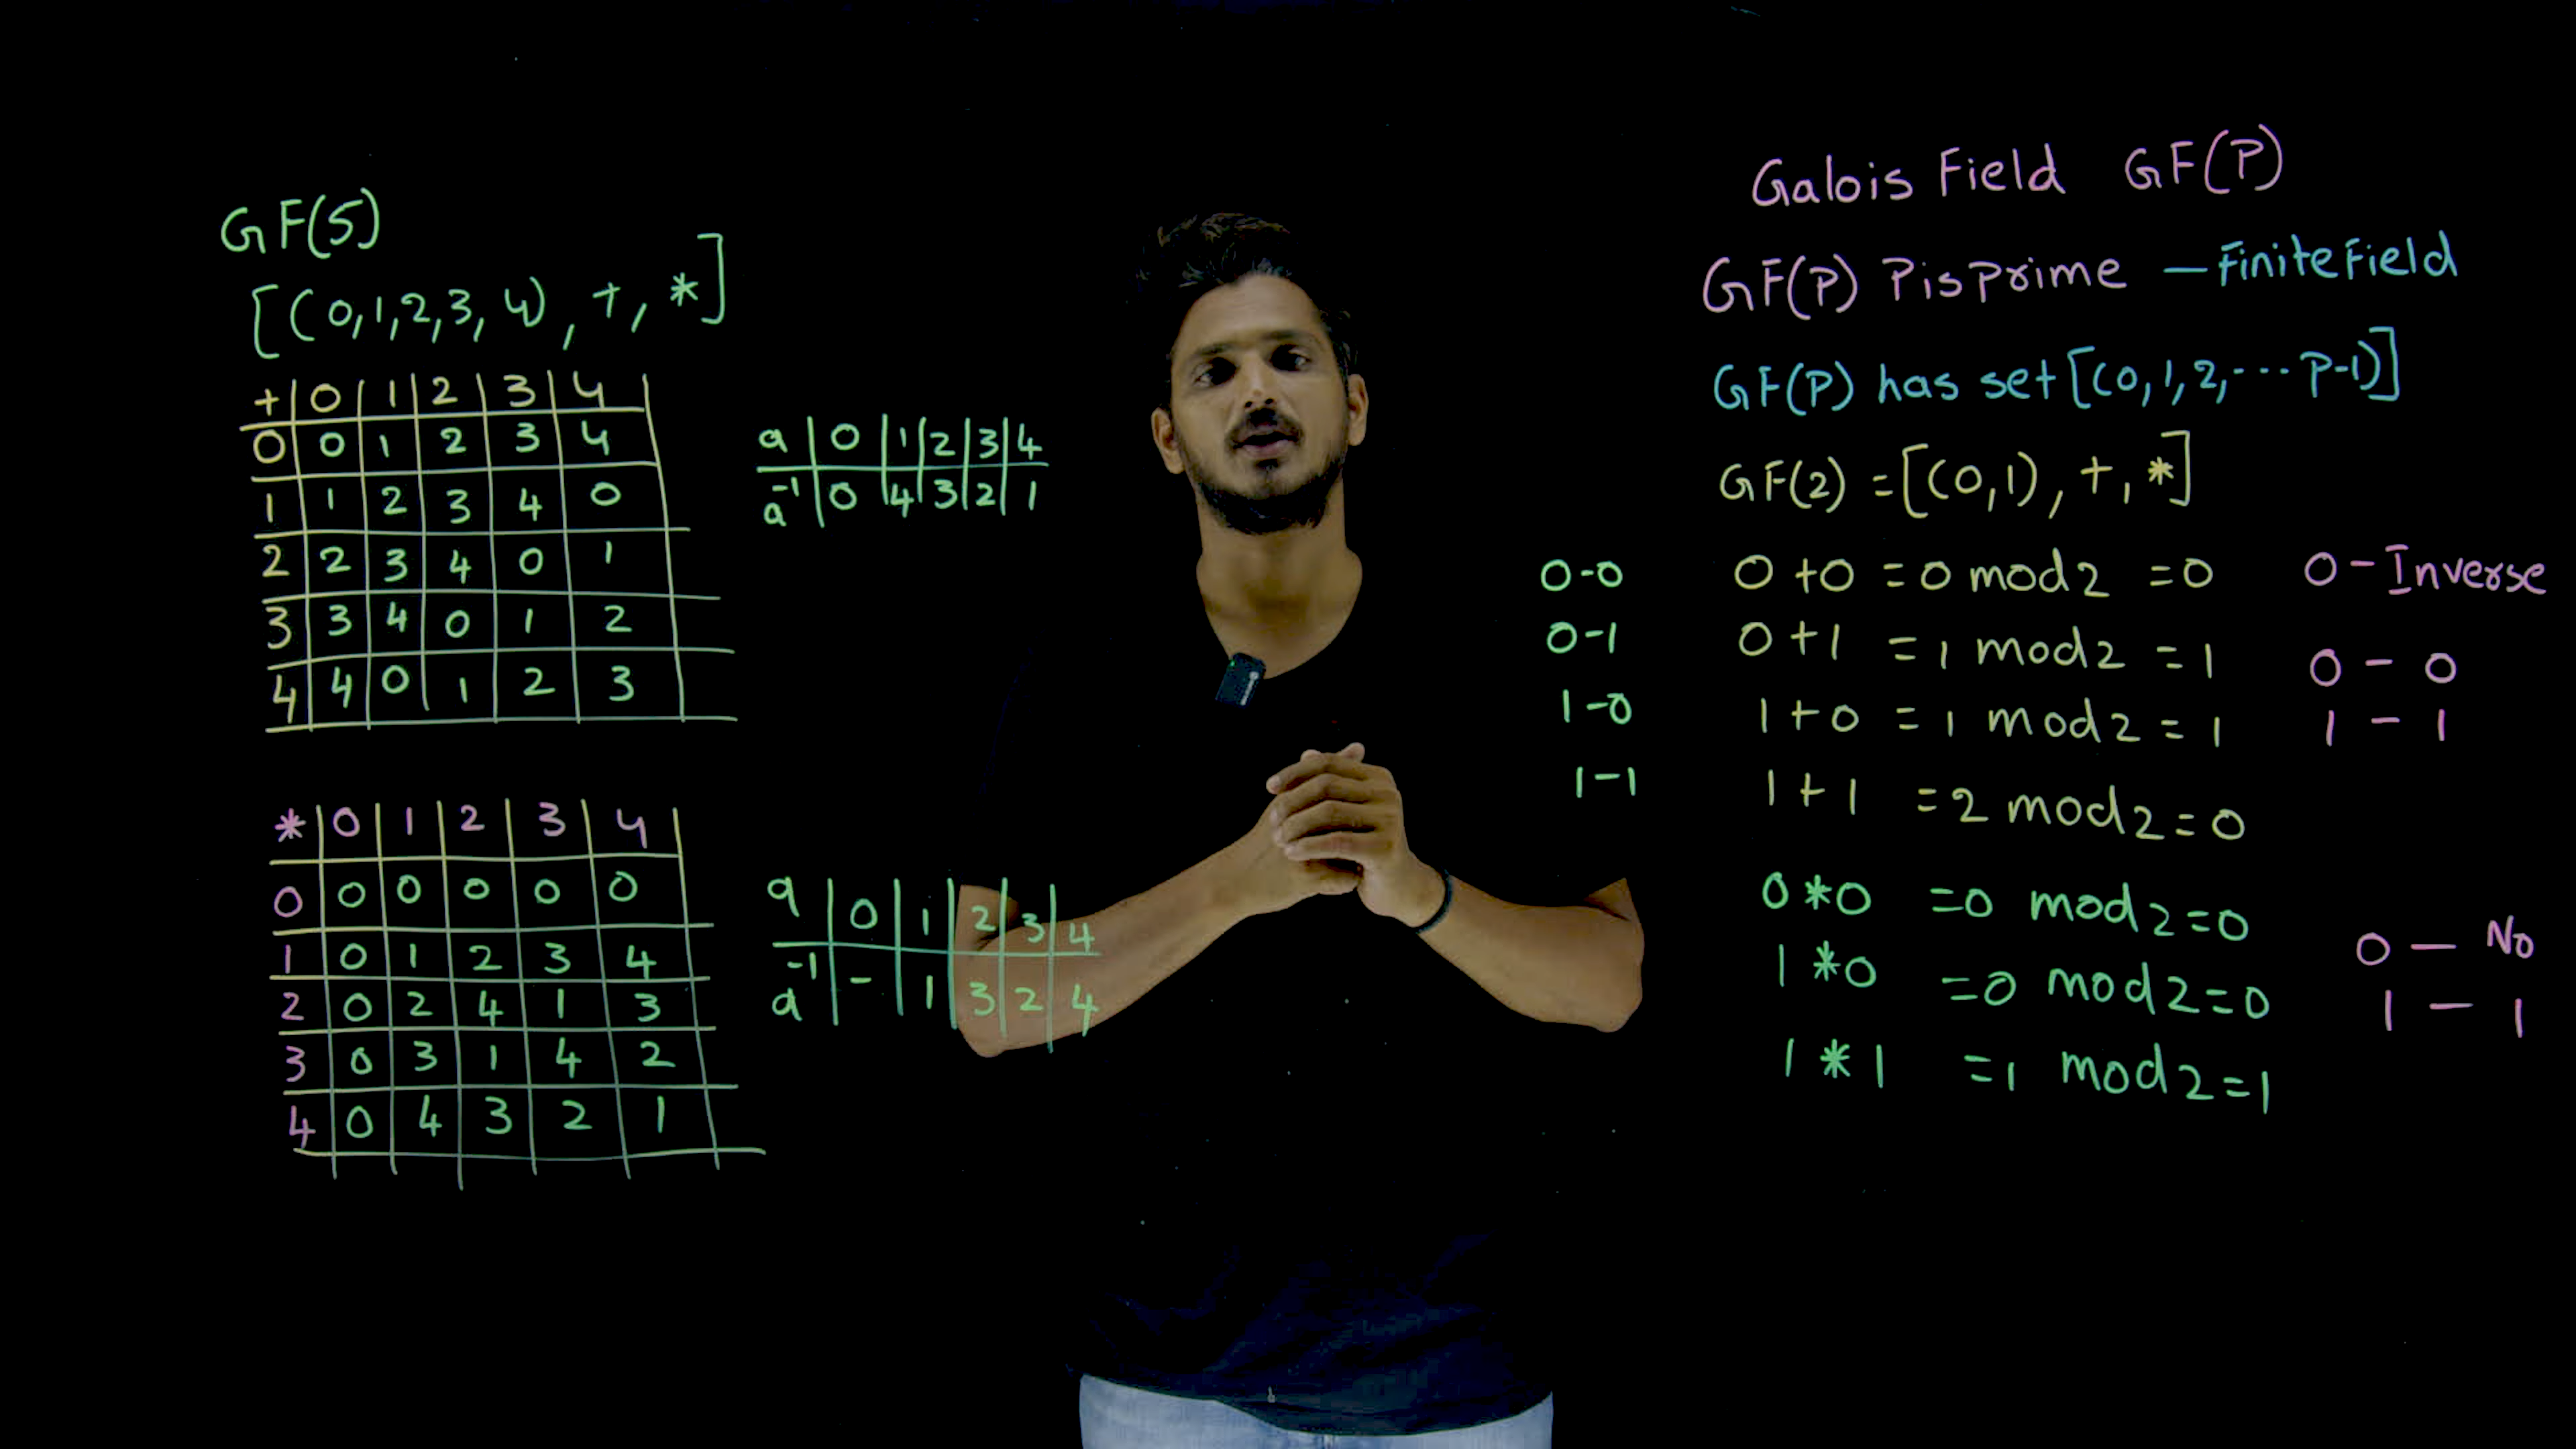 GF(5)
[(0,1,2,3,4), +, *]
+ 0 1 2 3 4
0 0 1 2 3 4
1 1 2 3 4 0
2 2 3 4 0 1
3 3 4 0 1 2
4 4 0 1 2 3
a 0 1 2 3 4
a⁻¹ 0 4 3 2 1
* 0 1 2 3 4
0 0 0 0 0 0
1 0 1 2 3 4
2 0 2 4 1 3
3 0 3 1 4 2
4 0 4 3 2 1
a 0 1 2 3 4
a⁻¹ - 1 3 2 4
Galois Field GF(P)
GF(P) P is prime – Finite Field
GF(P) has set [(0,1,2,... P-1)]
GF(2) = [(0,1), +, *]
0-0 0+0 = 0 mod 2 = 0 0-Inverse
0-1 0+1 = 1 mod 2 = 1 0 - 0
1-0 1+0 = 1 mod 2 = 1 1 - 1
1-1 1+1 = 2 mod 2 = 0
0*0 = 0 mod 2 = 0 0 — No
1*0 = 0 mod 2 = 0 1 — 1
1*1 = 1 mod 2 = 1